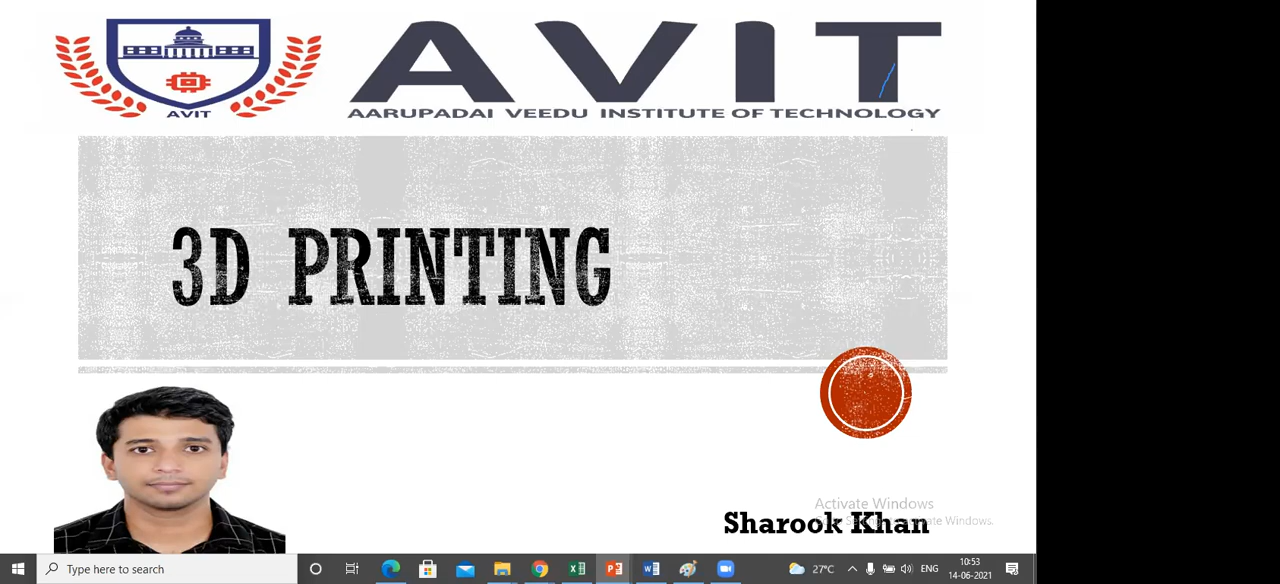 AVIT
AVIT
AARUPADAI VEEDU INSTITUTE OF TECHNOLOGY
3D PRINTING
Activate Windows
Sharook Khan
Windows.
Type here to search
27°C
ENG
10:53
14-06-2021